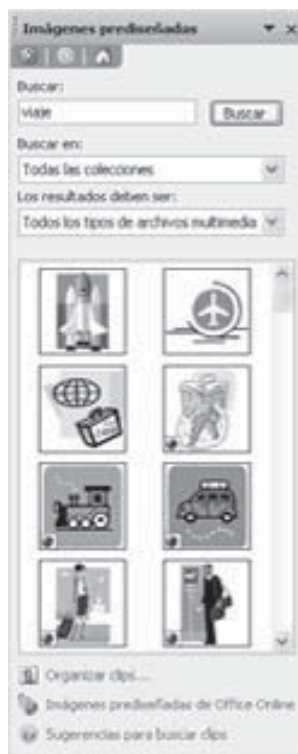 Imágenes prediseñadas
Buscar:
viaje
Buscar
Buscar en:
Todas las colecciones
Los resultados deben ser:
Todos los tipos de archivos multimedia
Organizar clips...
Imágenes prediseñadas de Office Online
Sugerencias para buscar clips